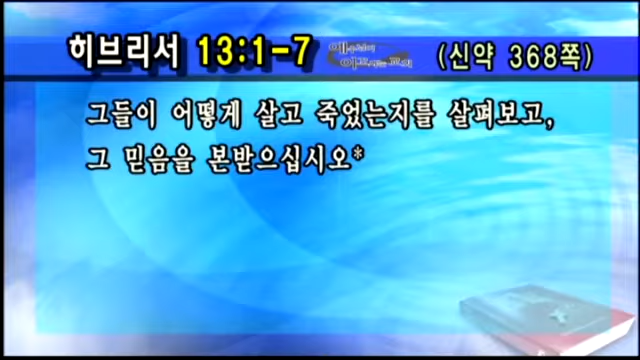 히브리서 13:1-7 (신약 368쪽)
그들이 어떻게 살고 죽었는지를 살펴보고,
그 믿음을 본받으십시오*